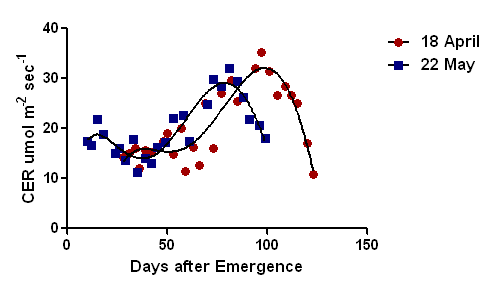 40
30
20
10
0
0 50 100 150
CER umol m⁻² sec⁻¹
Days after Emergence
18 April
22 May